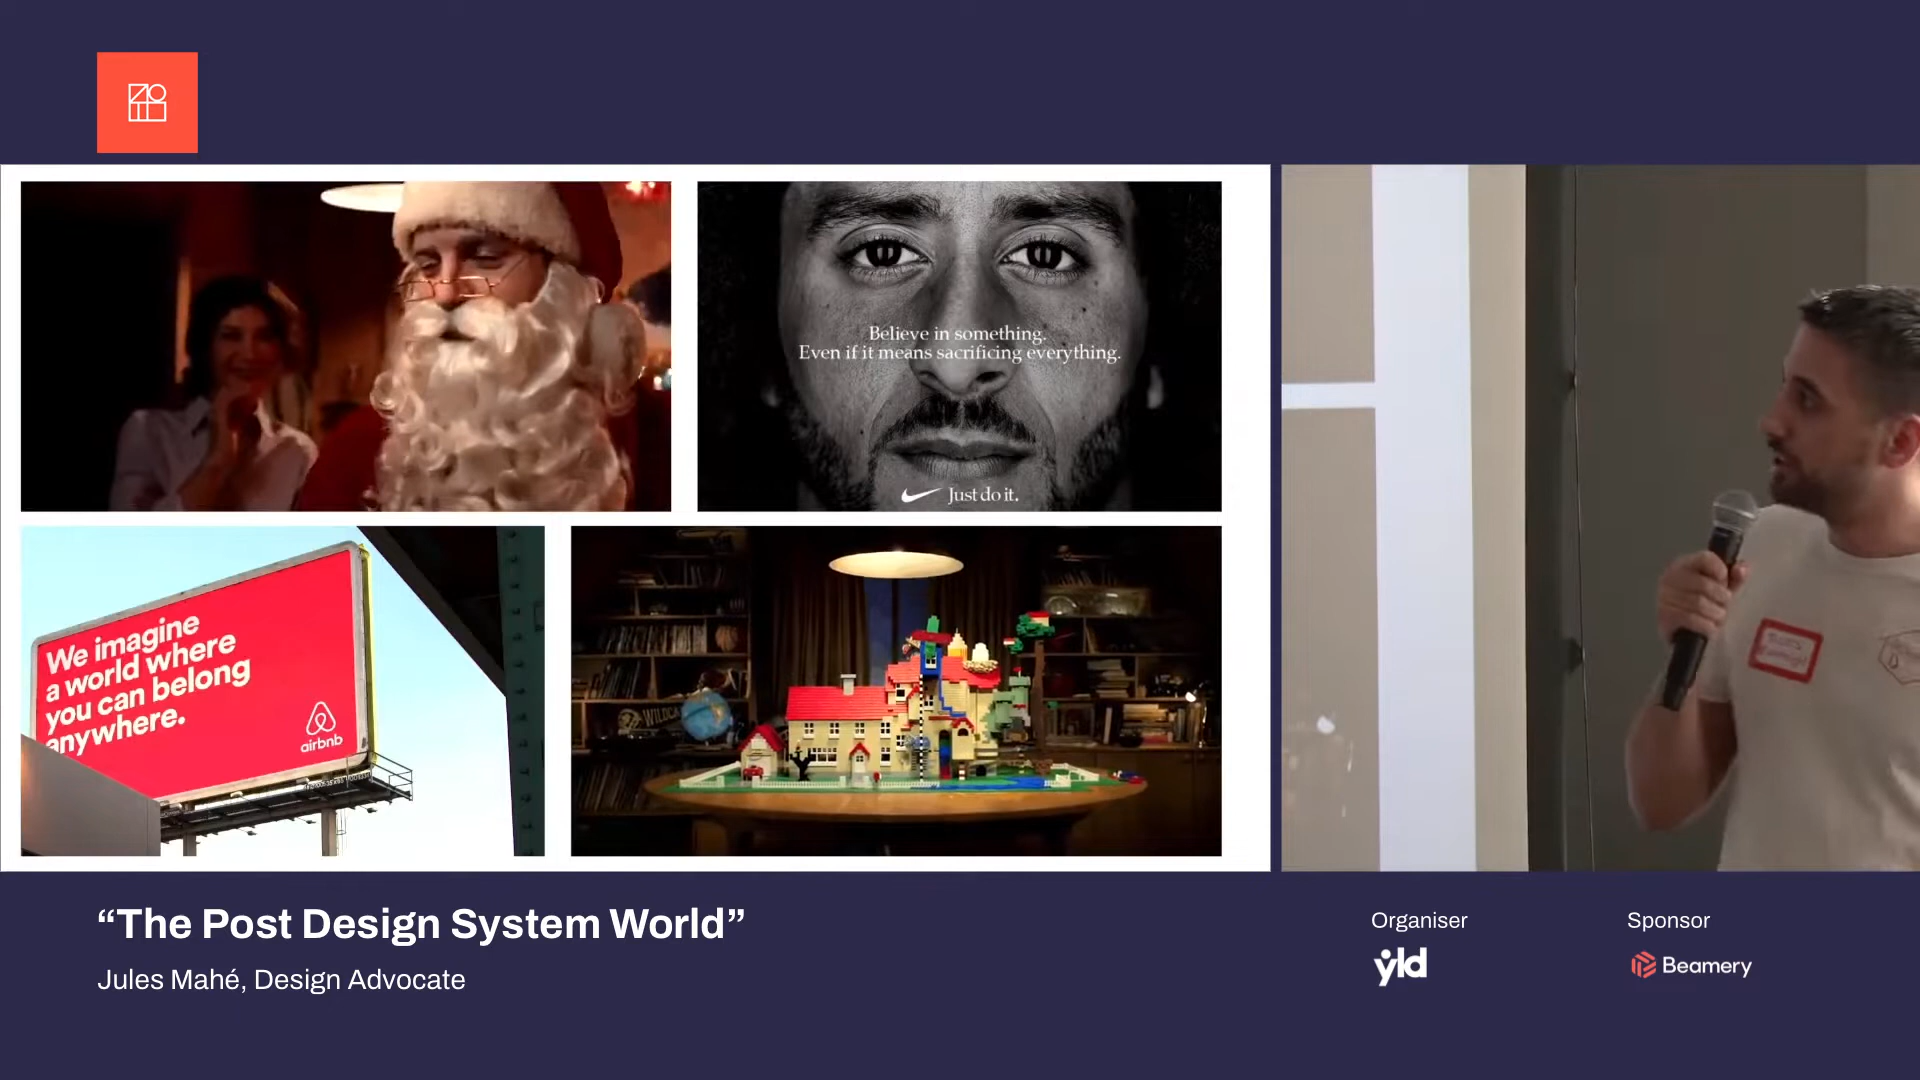 Believe in something.
Even if it means sacrificing everything.
Just do it.
We imagine
a world where
you can belong
anywhere.
airbnb
WILDCA
“The Post Design System World”
Jules Mahé, Design Advocate
Organiser
Sponsor
yld
Beamery